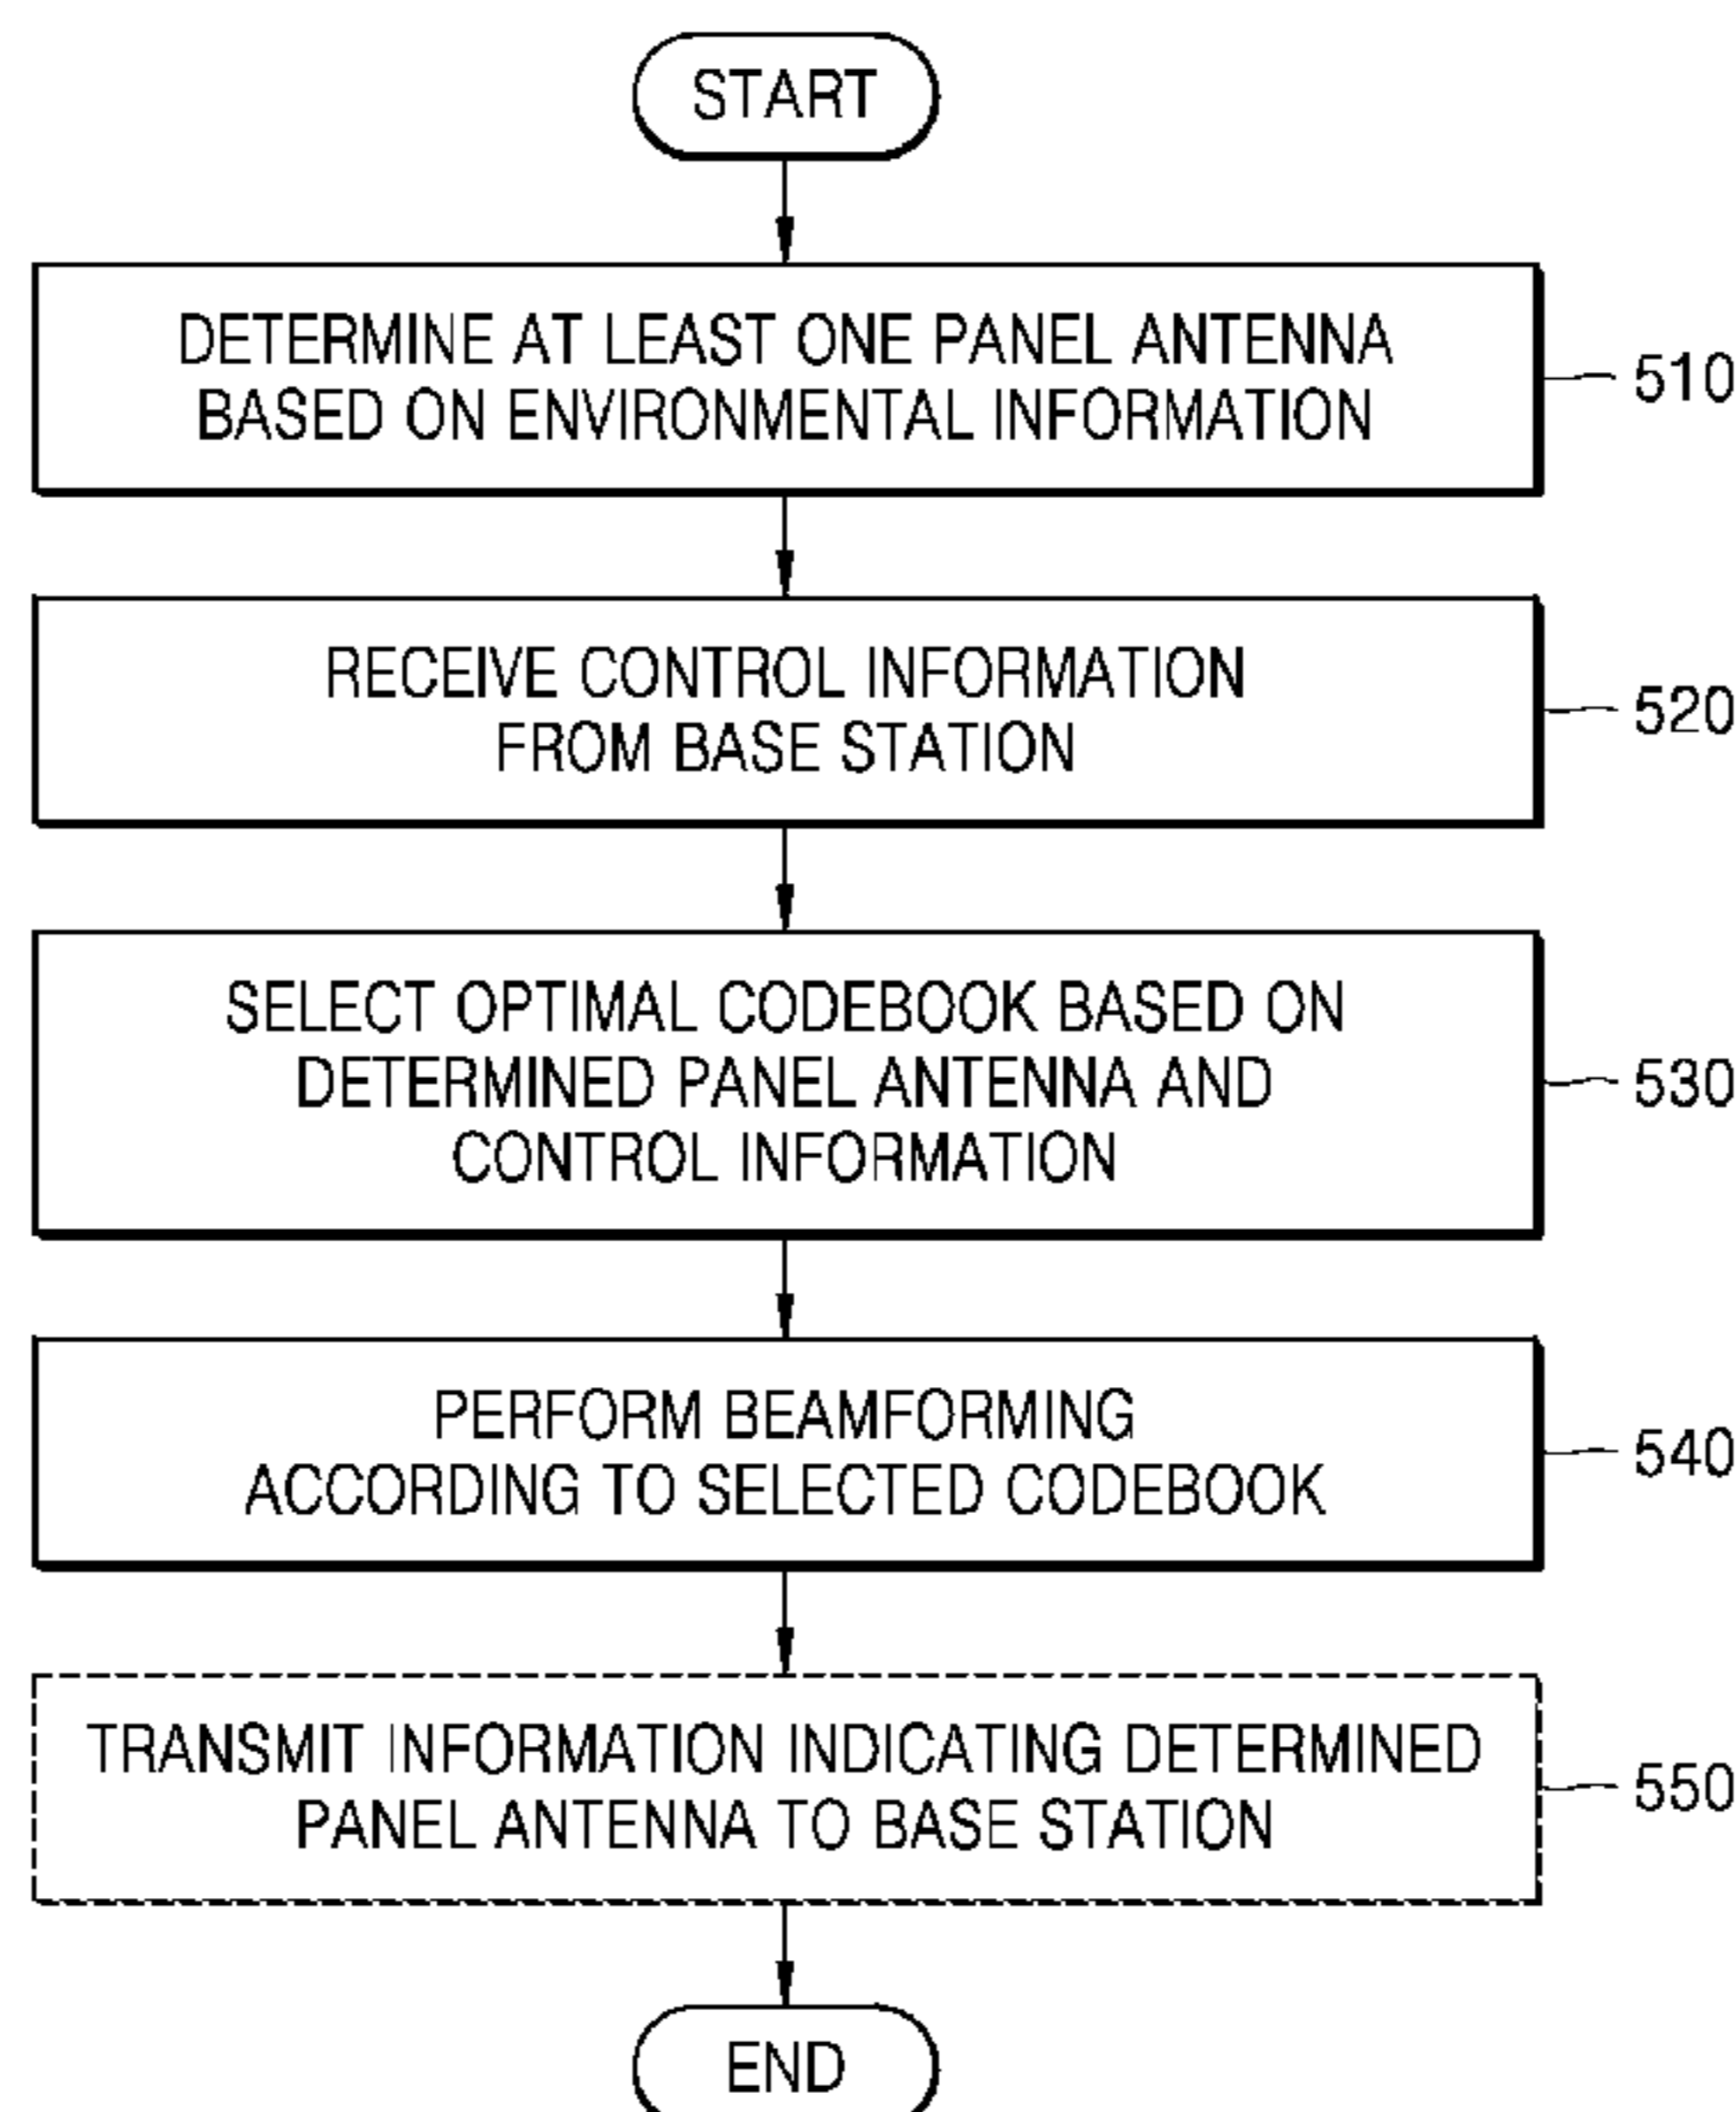 START
DETERMINE AT LEAST ONE PANEL ANTENNA
BASED ON ENVIRONMENTAL INFORMATION
510
RECEIVE CONTROL INFORMATION
FROM BASE STATION
520
SELECT OPTIMAL CODEBOOK BASED ON
DETERMINED PANEL ANTENNA AND
CONTROL INFORMATION
530
PERFORM BEAMFORMING
ACCORDING TO SELECTED CODEBOOK
540
TRANSMIT INFORMATION INDICATING DETERMINED
PANEL ANTENNA TO BASE STATION
550
END